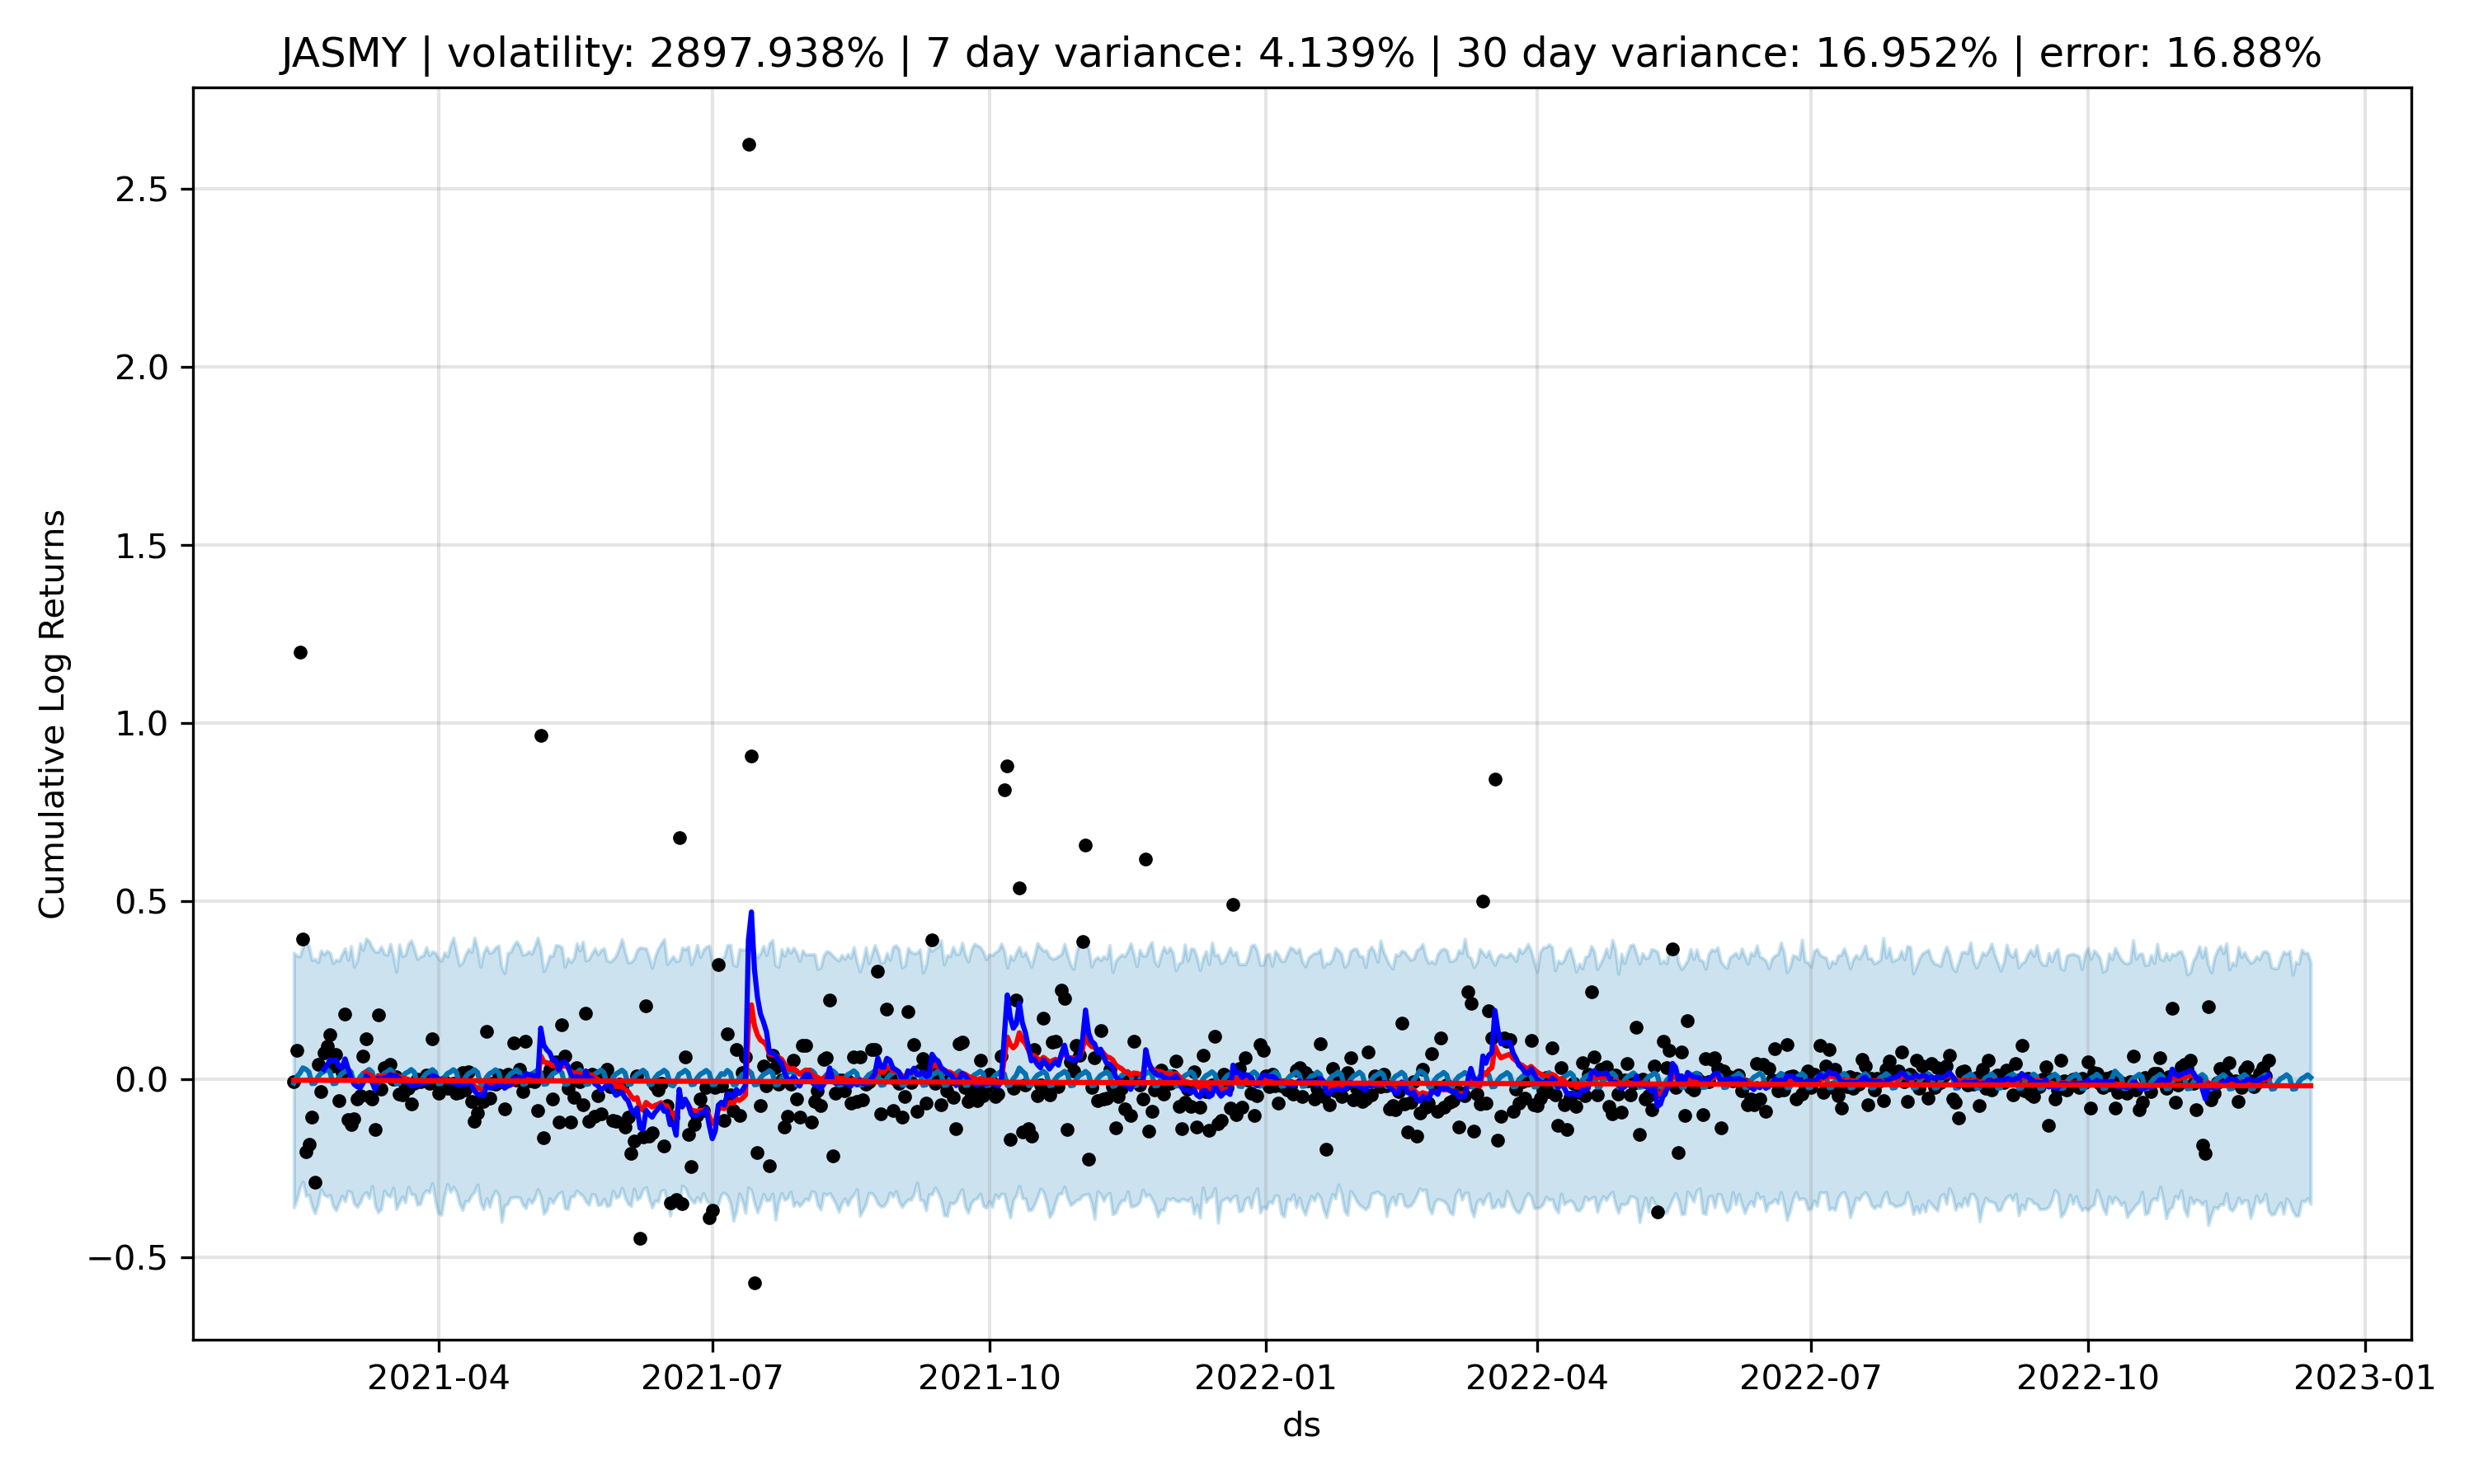 JASMY | volatility: 2897.938% | 7 day variance: 4.139% | 30 day variance: 16.952% | error: 16.88%
Cumulative Log Returns
2.5
2.0
1.5
1.0
0.5
0.0
−0.5
2021-04 2021-07 2021-10 2022-01 2022-04 2022-07 2022-10 2023-01
ds